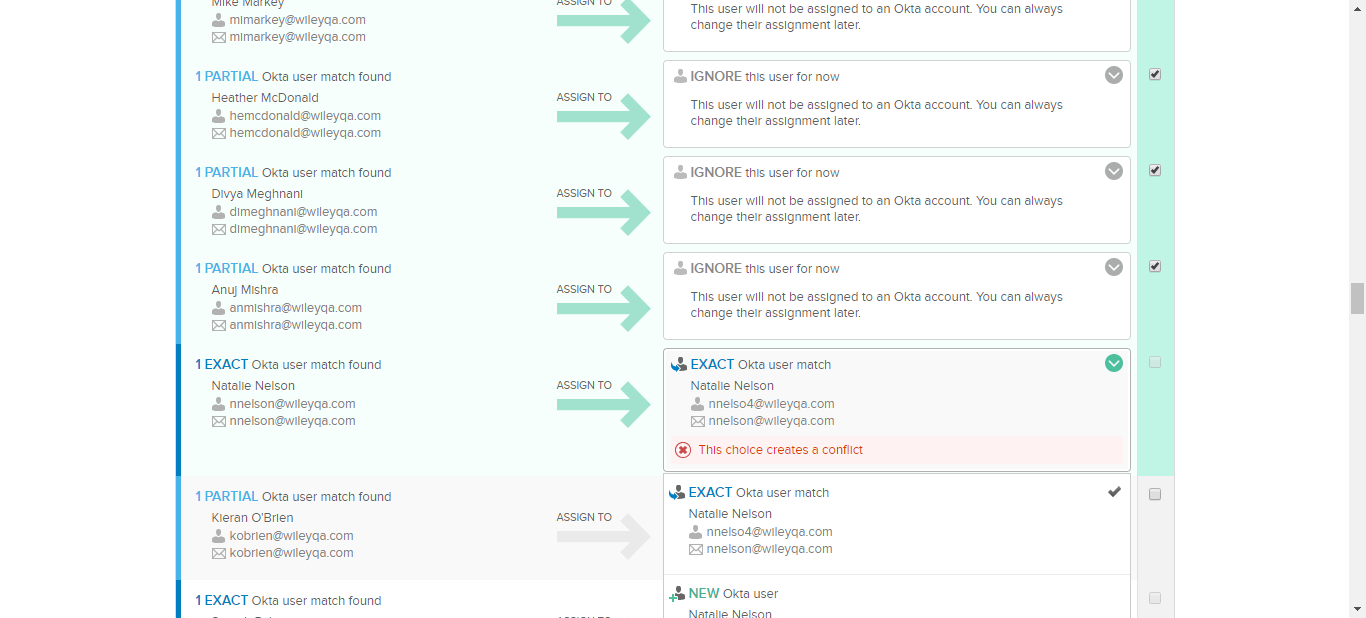 Mike Markey
mimarkey@wileyqa.com
mimarkey@wileyqa.com
ASSIGN TO
This user will not be assigned to an Okta account. You can always
change their assignment later.
1 PARTIAL Okta user match found
Heather McDonald
hemcdonald@wileyqa.com
hemcdonald@wileyqa.com
ASSIGN TO
IGNORE this user for now
This user will not be assigned to an Okta account. You can always
change their assignment later.
1 PARTIAL Okta user match found
Divya Meghnani
dimeghnani@wileyqa.com
dimeghnani@wileyqa.com
ASSIGN TO
IGNORE this user for now
This user will not be assigned to an Okta account. You can always
change their assignment later.
1 PARTIAL Okta user match found
Anuj Mishra
anmishra@wileyqa.com
anmishra@wileyqa.com
ASSIGN TO
IGNORE this user for now
This user will not be assigned to an Okta account. You can always
change their assignment later.
1 EXACT Okta user match found
Natalie Nelson
nnelson@wileyqa.com
nnelson@wileyqa.com
ASSIGN TO
EXACT Okta user match
Natalie Nelson
nnelso4@wileyqa.com
nnelson@wileyqa.com
This choice creates a conflict
1 PARTIAL Okta user match found
Kieran O'Brien
kobrien@wileyqa.com
kobrien@wileyqa.com
ASSIGN TO
EXACT Okta user match
Natalie Nelson
nnelso4@wileyqa.com
nnelson@wileyqa.com
1 EXACT Okta user match found
ASSIGN TO
NEW Okta user
Natalie Nelson